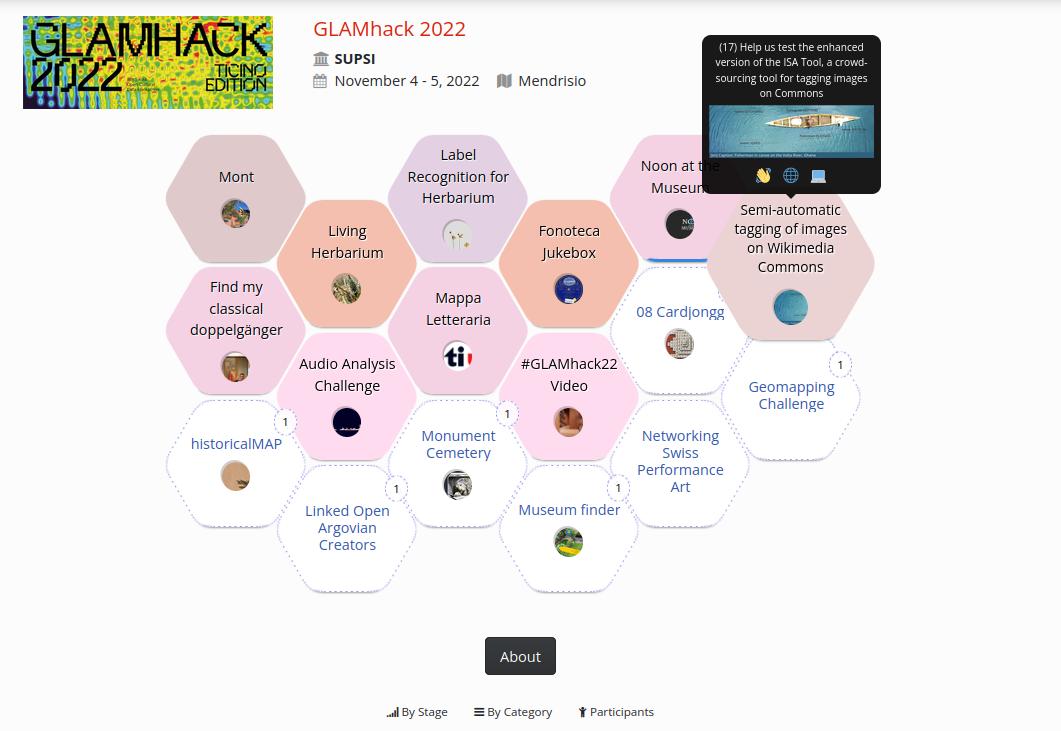 GLAMHACK
2022
TICINO
EDITION
GLAMhack 2022
SUPSI
November 4 - 5, 2022 Mendrisio
(17) Help us test the enhanced
version of the ISA Tool, a crowd-
sourcing tool for tagging images
on Commons
Mont
Label
Recognition for
Herbarium
Noon at the
Museum
Living
Herbarium
Fonoteca
Jukebox
Semi-automatic
tagging of images
on Wikimedia
Commons
Find my
classical
doppelgänger
Mappa
Letteraria
ti
08 Cardjongg
Audio Analysis
Challenge
#GLAMhack22
Video
1
Geomapping
Challenge
1
historicalMAP
1
Monument
Cemetery
Networking
Swiss
Performance
Art
1
Linked Open
Argovian
Creators
1
Museum finder
About
By Stage By Category Participants